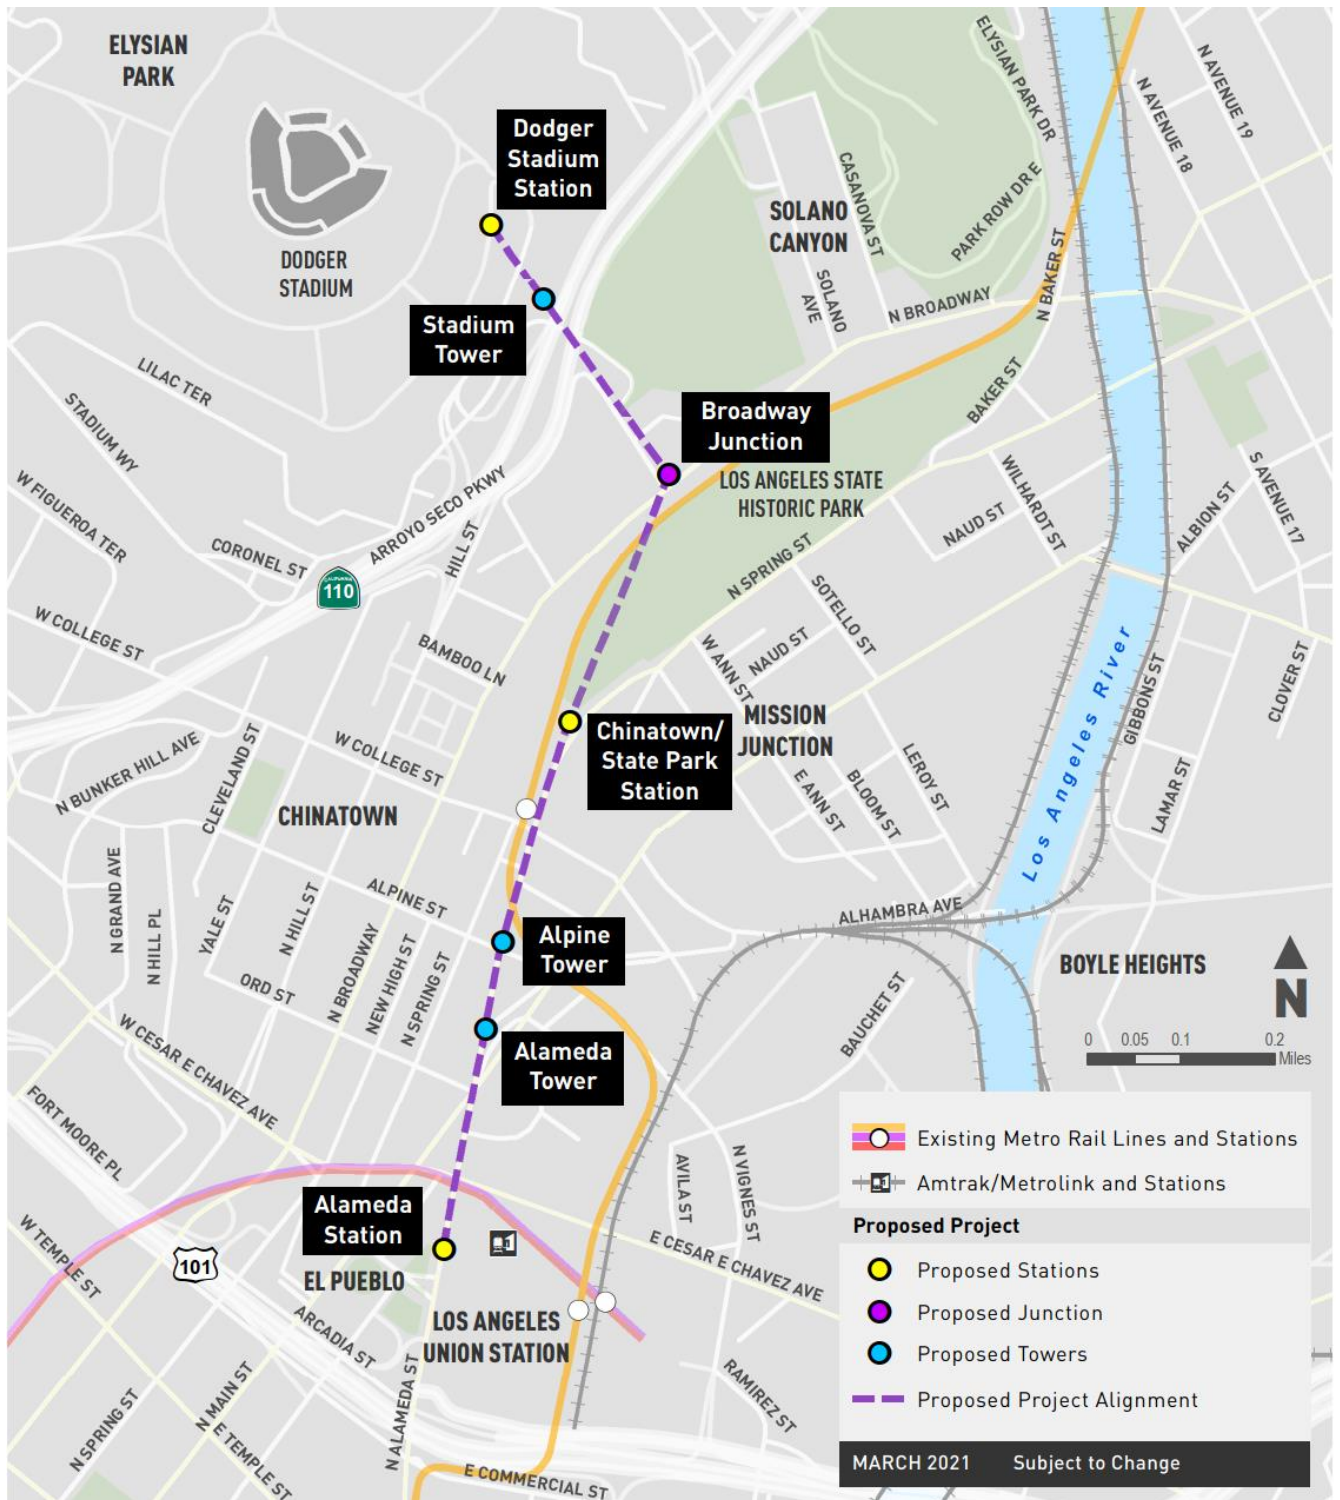 ELYSIAN
PARK
Dodger
Stadium
Station
DODGER
STADIUM
Stadium
Tower
ELYSIAN PARK DR
N AVENUE 19
N AVENUE 18
CASANOVA ST
PARK ROW DR E
SOLANO
CANYON
SOLANO
AVE
N BROADWAY
N BAKER ST
BAKER ST
LILAC TER
STADIUM WY
W FIGUEROA TER
Broadway
Junction
LOS ANGELES STATE
HISTORIC PARK
ARROYO SECO PKWY
HILL ST
CORONEL ST
CALIFORNIA
110
W COLLEGE ST
BAMBOO LN
N SPRING ST
WILHARDT ST
NAUD ST
ALBION ST
S AVENUE 17
SOTELLO ST
NAUD ST
W ANN ST
MISSION
JUNCTION
Chinatown/
State Park
Station
Los Angeles River
GIBBONS ST
CLOVER ST
LAMAR ST
LEROY ST
BLOOM ST
E ANN ST
N BUNKER HILL AVE
CLEVELAND ST
W COLLEGE ST
CHINATOWN
N GRAND AVE
N HILL PL
YALE ST
N HILL ST
ALPINE ST
ORD ST
N BROADWAY
NEW HIGH ST
N SPRING ST
Alpine
Tower
ALHAMBRA AVE
BOYLE HEIGHTS
BAUCHET ST
Alameda
Tower
N
0 0.05 0.1 0.2
Miles
W CESAR E CHAVEZ AVE
FORT MOORE PL
W TEMPLE ST
101
Alameda
Station
EL PUEBLO
LOS ANGELES
UNION STATION
AVILA ST
N VIGNES ST
E CESAR E CHAVEZ AVE
ARCADIA ST
N ALAMEDA ST
RAMIREZ ST
N SPRING ST
N MAIN ST
E TEMPLE ST
E COMMERCIAL ST
Existing Metro Rail Lines and Stations
Amtrak/Metrolink and Stations
Proposed Project
Proposed Stations
Proposed Junction
Proposed Towers
Proposed Project Alignment
MARCH 2021 Subject to Change